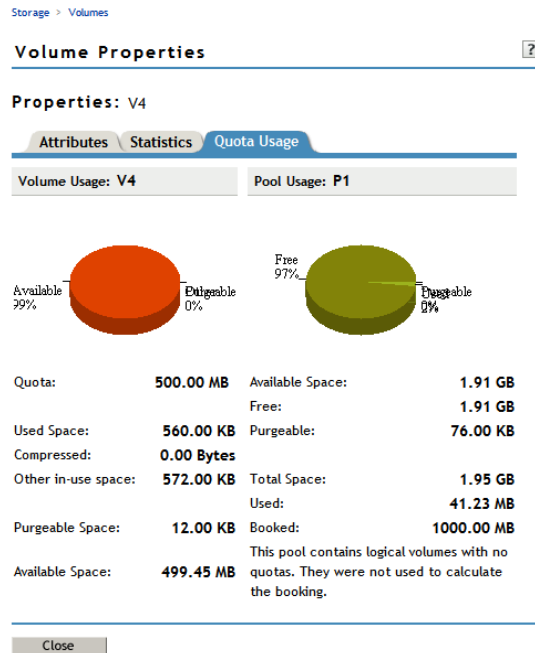 Storage > Volumes
Volume Properties
?
Properties: V4
Attributes Statistics Quota Usage
Volume Usage: V4
Pool Usage: P1
Available
99%
Purgeable
0%
Free
97%
Purgeable
Quota: 500.00 MB
Used Space: 560.00 KB
Compressed: 0.00 Bytes
Other in-use space: 572.00 KB
Purgeable Space: 12.00 KB
Available Space: 499.45 MB
Available Space: 1.91 GB
Free: 1.91 GB
Purgeable: 76.00 KB
Total Space: 1.95 GB
Used: 41.23 MB
Booked: 1000.00 MB
This pool contains logical volumes with no
quotas. They were not used to calculate
the booking.
Close